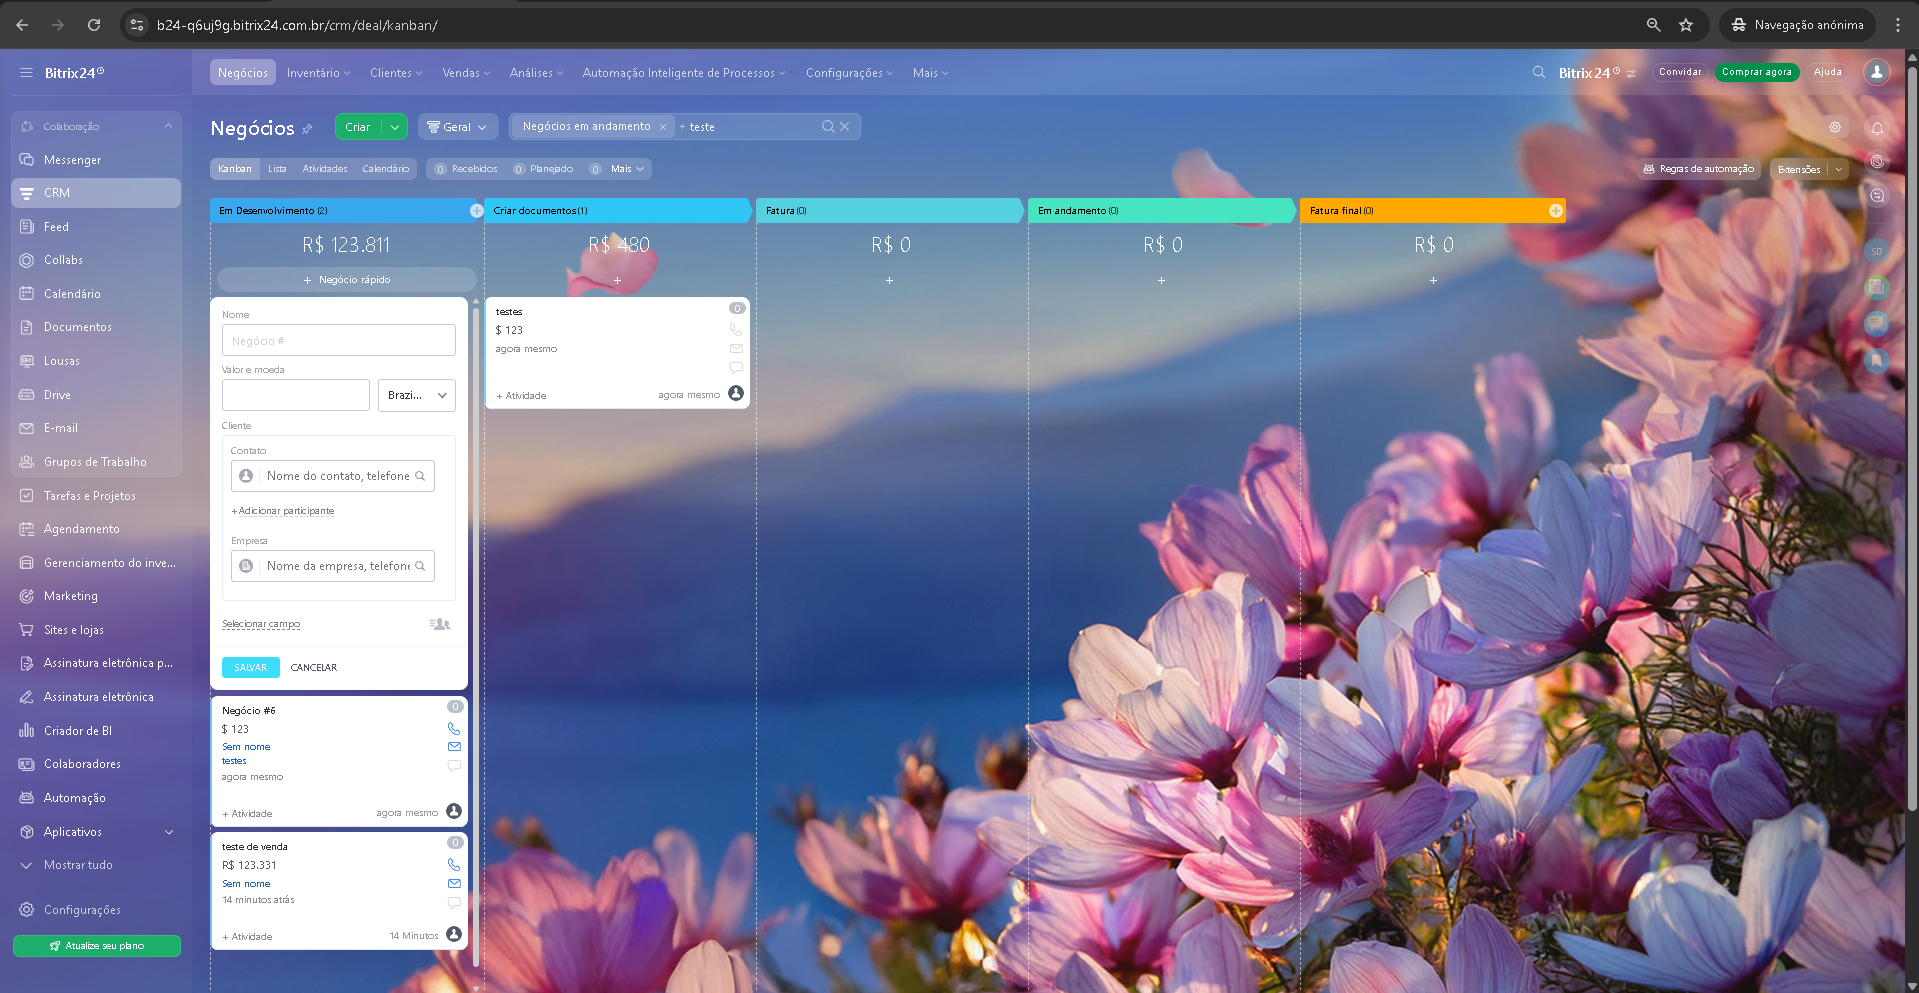 b24-q6uj9g.bitrix24.com.br/crm/deal/kanban/
Navegação anónima
Bitrix24
Negócios
Inventário
Clientes
Vendas
Análises
Automação Inteligente de Processos
Configurações
Mais
Bitrix 24
Convidar
Comprar agora
Ajuda
Colaboração
Messenger
CRM
Feed
Collabs
Calendário
Documentos
Lousas
Drive
E-mail
Grupos de Trabalho
Tarefas e Projetos
Agendamento
Gerenciamento do inve...
Marketing
Sites e lojas
Assinatura eletrônica p...
Assinatura eletrônica
Criador de BI
Colaboradores
Automação
Aplicativos
Mostrar tudo
Configurações
Atualize seu plano
Negócios
Criar
Geral
Negócios em andamento × + teste
Kanban
Lista
Atividades
Calendário
0 Recebidos
0 Planejado
0 Mais
Regras de automação
Extensões
SD
Em Desenvolvimento (2)
R$ 123.811
+ Negócio rápido
Nome
Negócio #
Valor e moeda
Brazi...
Cliente
Contato
Nome do contato, telefone
+ Adicionar participante
Empresa
Nome da empresa, telefone
Selecionar campo
SALVAR
CANCELAR
Negócio #6
0
$ 123
Sem nome
testes
agora mesmo
+ Atividade
agora mesmo
teste de venda
0
R$ 123.331
Sem nome
14 minutos atrás
+ Atividade
14 Minutos
Criar documentos (1)
R$ 480
+
testes
0
$ 123
agora mesmo
+ Atividade
agora mesmo
Fatura (0)
R$ 0
+
Em andamento (0)
R$ 0
+
Fatura final (0)
R$ 0
+